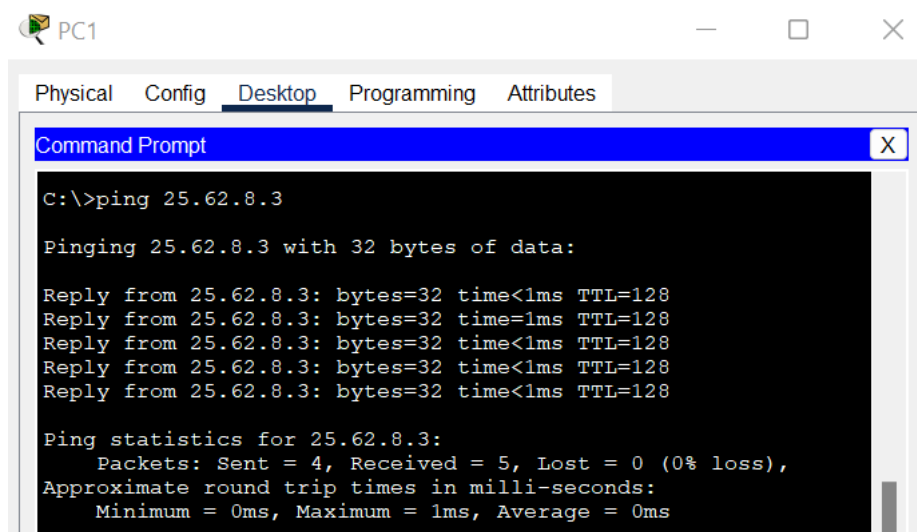 PC1
Physical Config Desktop Programming Attributes
Command Prompt X
C:\>ping 25.62.8.3
Pinging 25.62.8.3 with 32 bytes of data:
Reply from 25.62.8.3: bytes=32 time<1ms TTL=128
Reply from 25.62.8.3: bytes=32 time=1ms TTL=128
Reply from 25.62.8.3: bytes=32 time<1ms TTL=128
Reply from 25.62.8.3: bytes=32 time<1ms TTL=128
Reply from 25.62.8.3: bytes=32 time<1ms TTL=128
Ping statistics for 25.62.8.3:
Packets: Sent = 4, Received = 5, Lost = 0 (0% loss),
Approximate round trip times in milli-seconds:
Minimum = 0ms, Maximum = 1ms, Average = 0ms